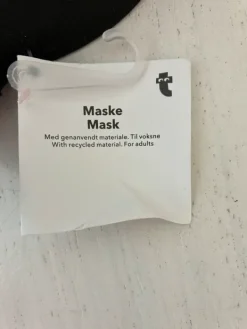 Maske
Mask
Med genanvendt materiale. Til voksne
With recycled material. For adults